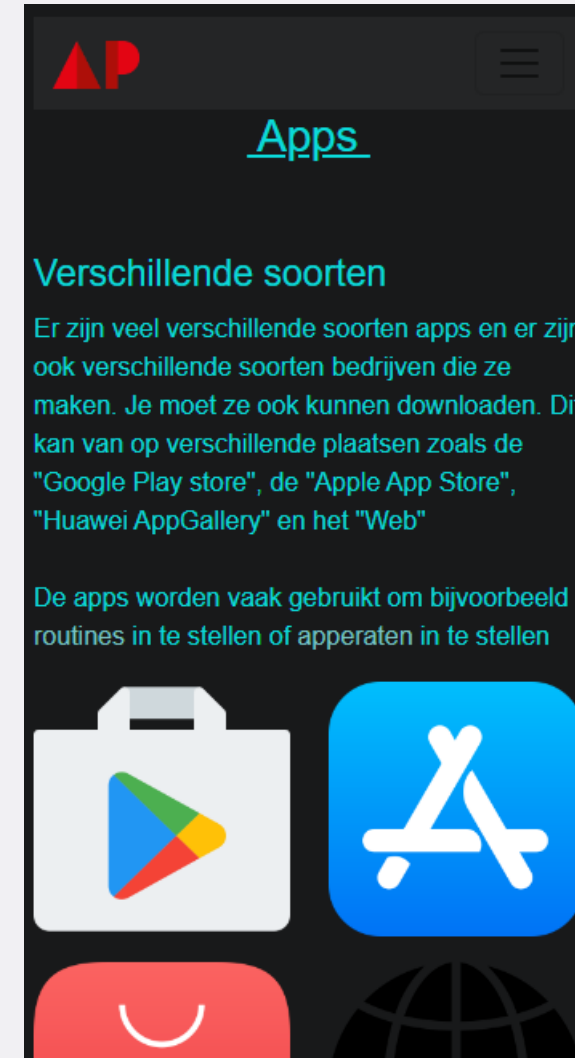 AP
Apps
Verschillende soorten
Er zijn veel verschillende soorten apps en er zijn
ook verschillende soorten bedrijven die ze
maken. Je moet ze ook kunnen downloaden. Dit
kan van op verschillende plaatsen zoals de
"Google Play store", de "Apple App Store",
"Huawei AppGallery" en het "Web"
De apps worden vaak gebruikt om bijvoorbeeld
routines in te stellen of apperaten in te stellen